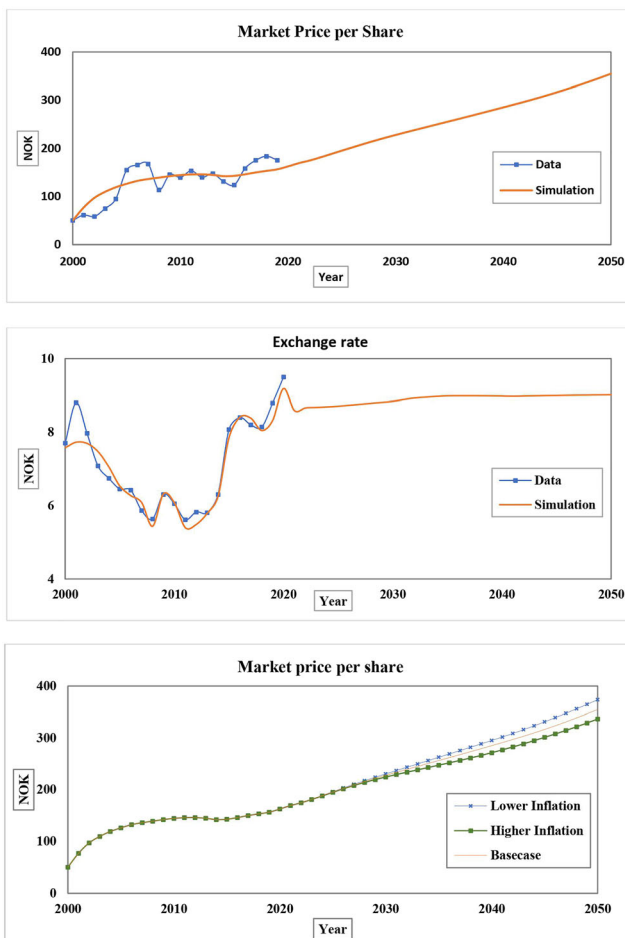 Market Price per Share
400
300
200
100
0
NOK
2000
2010
2020
2030
2040
2050
Year
Data
Simulation
Exchange rate
10
8
6
4
NOK
2000
2010
2020
2030
2040
2050
Year
Data
Simulation
Market price per share
400
300
200
100
0
NOK
2000
2010
2020
2030
2040
2050
Year
Lower Inflation
Higher Inflation
Basecase